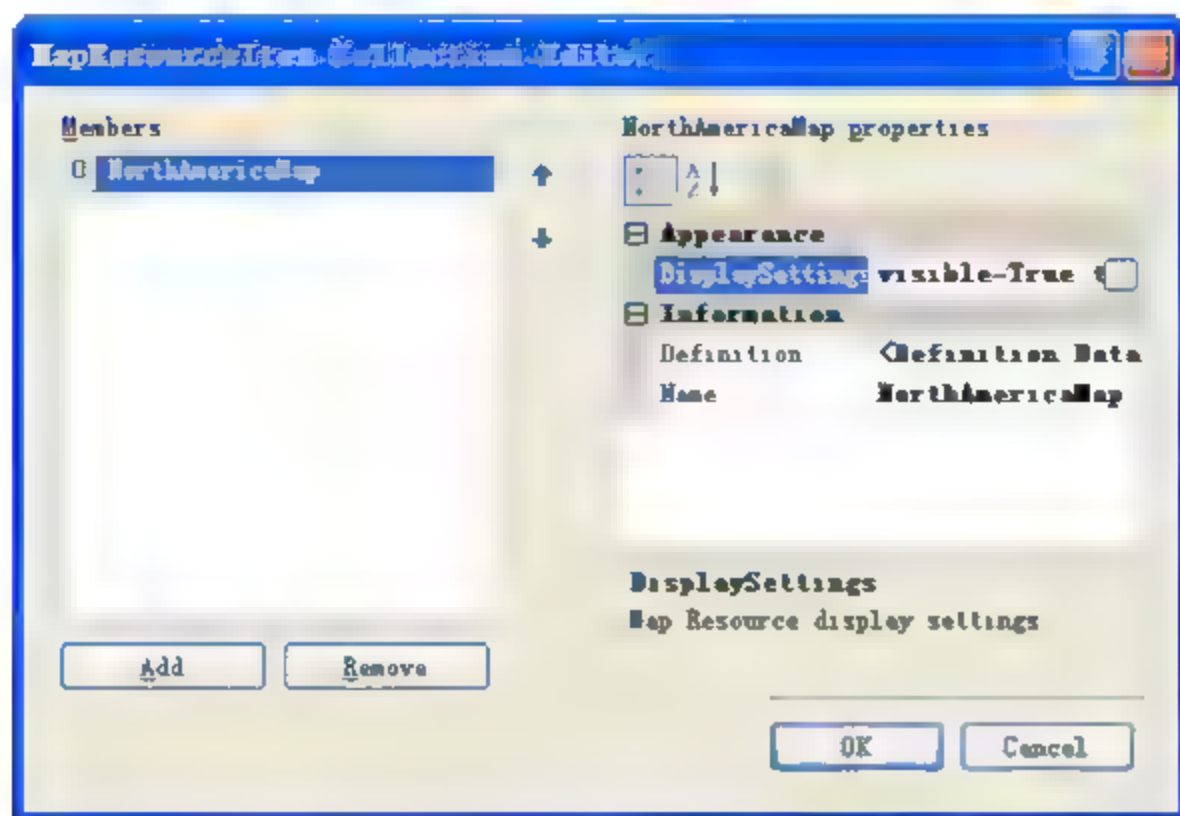 MapResourceItem Collection Editor
Members
0 NorthAmericaMap
NorthAmericaMap properties
Appearance
DisplaySettings visible=True
Information
Definition <Definition Data
Name NorthAmericaMap
DisplaySettings
Map Resource display settings
Add
Remove
OK
Cancel